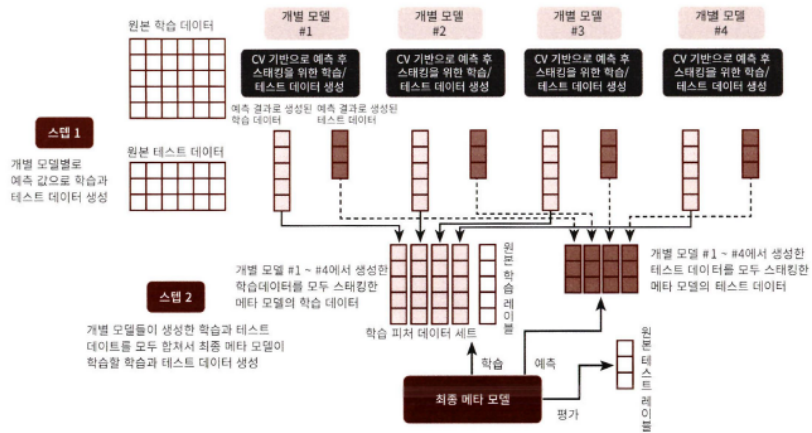 원본 학습 데이터
개별 모델
#1
개별 모델
#2
개별 모델
#3
개별 모델
#4
CV 기반으로 예측 후
스태킹을 위한 학습/
테스트 데이터 생성
CV 기반으로 예측 후
스태킹을 위한 학습/
테스트 데이터 생성
CV 기반으로 예측 후
스태킹을 위한 학습/
테스트 데이터 생성
CV 기반으로 예측 후
스태킹을 위한 학습/
테스트 데이터 생성
예측 결과로 생성된
학습 데이터
예측 결과로 생성된
테스트 데이터
스텝 1
개별 모델별로
예측 값으로 학습과
테스트 데이터 생성
원본 테스트 데이터
개별 모델 #1 ~ #4에서 생성한
학습데이터를 모두 스태킹한
메타 모델의 학습 데이터
원본 학습 레이블
개별 모델 #1 ~ #4에서 생성한
테스트 데이터를 모두 스태킹한
메타 모델의 테스트 데이터
스텝 2
개별 모델들이 생성한 학습과 테스트
데이트를 모두 합쳐서 최종 메타 모델이
학습할 학습과 테스트 데이터 생성
학습 피처 데이터 세트
학습
예측
원본 테스트 레이블
최종 메타 모델
평가